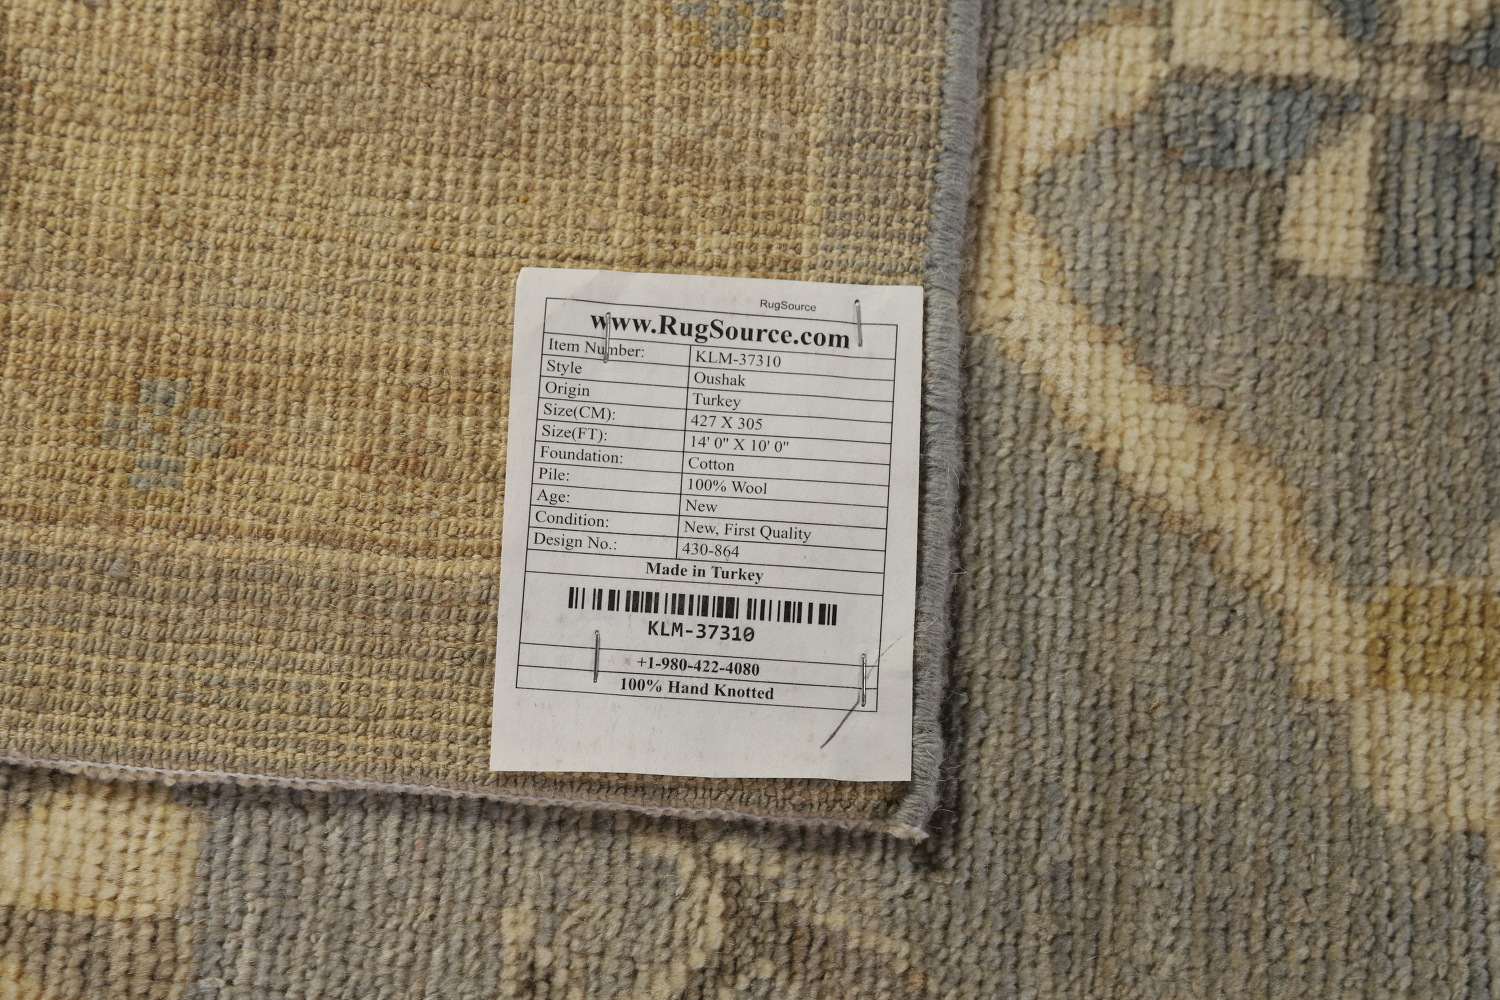 RugSource
www.RugSource.com
Item Number: KLM-37310
Style Oushak
Origin Turkey
Size(CM): 427 X 305
Size(FT): 14' 0" X 10' 0"
Foundation: Cotton
Pile: 100% Wool
Age: New
Condition: New, First Quality
Design No.: 430-864
Made in Turkey
KLM-37310
+1-980-422-4080
100% Hand Knotted